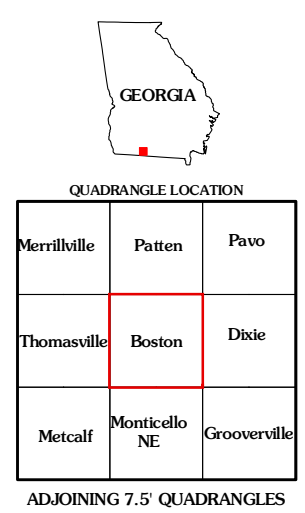 GEORGIA
QUADRANGLE LOCATION
Merrillville Patten Pavo
Thomasville Boston Dixie
Metcalf Monticello NE Grooverville
ADJOINING 7.5' QUADRANGLES